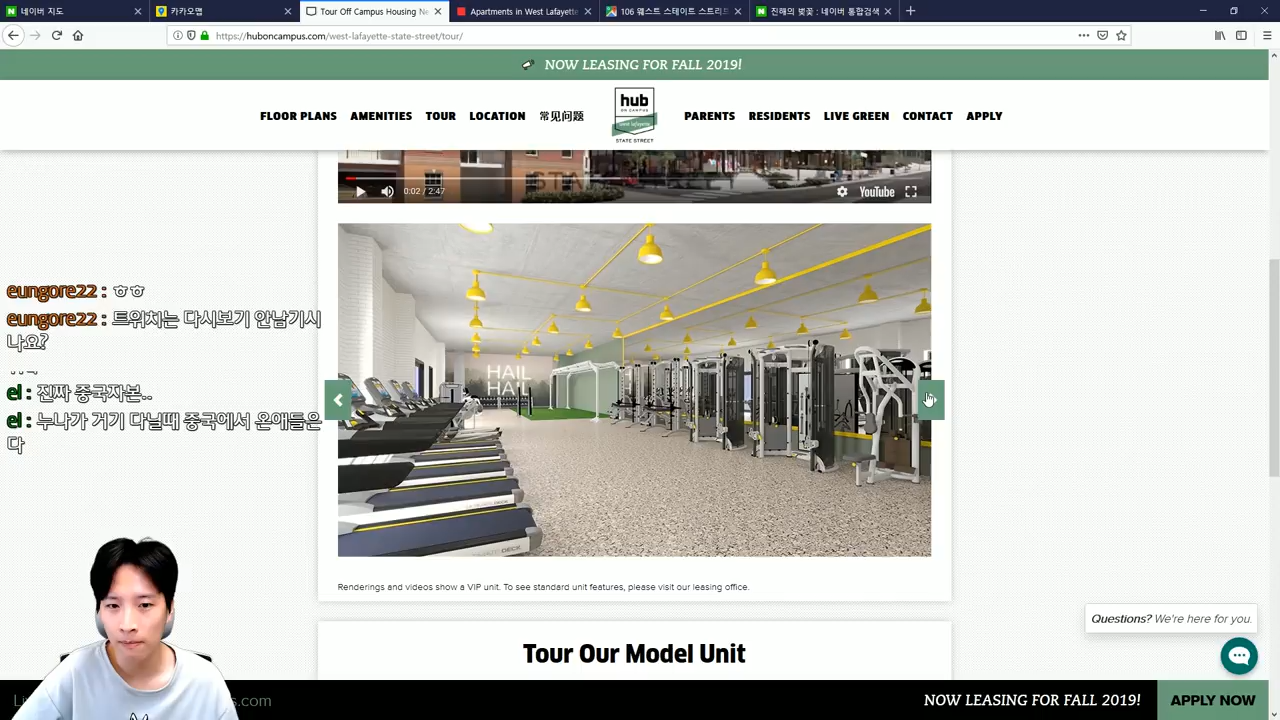 네이버 지도
카카오맵
Tour Off Campus Housing Ne
Apartments in West Lafayette
106 웨스트 스테이트 스트리트
진해의 벚꽃 : 네이버 통합검색
https://huboncampus.com/west-lafayette-state-street/tour/
NOW LEASING FOR FALL 2019!
FLOOR PLANS
AMENITIES
TOUR
LOCATION
常见问题
hub
ON CAMPUS
west lafayette
STATE STREET
PARENTS
RESIDENTS
LIVE GREEN
CONTACT
APPLY
0:02 / 2:47
YouTube
HAIL
HA
eungore22 : ㅎㅎ
eungore22 : 트위치는 다시보기 안남기시
나요?
el : 진짜 중국자본..
el : 누나가 거기 다닐때 중국에서 온애들은
다
Renderings and videos show a VIP unit. To see standard unit features, please visit our leasing office.
Questions? We're here for you.
Tour Our Model Unit
Li
s.com
NOW LEASING FOR FALL 2019!
APPLY NOW